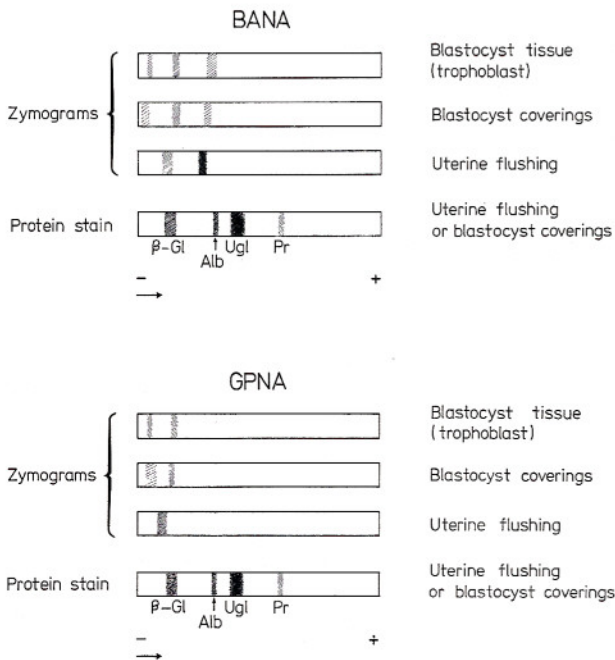 BANA
Blastocyst tissue
(trophoblast)
Zymograms
Blastocyst coverings
Uterine flushing
Protein stain
Uterine flushing
or blastocyst coverings
β-Gl
Alb
Ugl
Pr
− +
GPNA
Blastocyst tissue
(trophoblast)
Zymograms
Blastocyst coverings
Uterine flushing
Protein stain
Uterine flushing
or blastocyst coverings
β-Gl
Alb
Ugl
Pr
− +